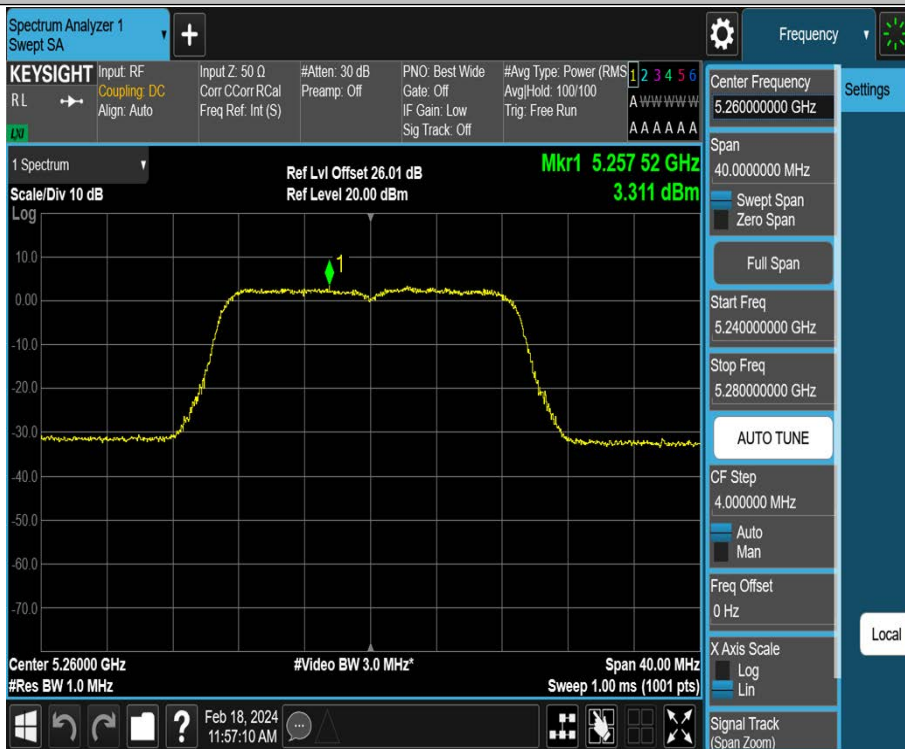 Spectrum Analyzer 1
Swept SA
Frequency
KEYSIGHT
R L
LXI
Input: RF
Coupling: DC
Align: Auto
Input Z: 50 Ω
Corr CCorr RCal
Freq Ref: Int (S)
#Atten: 30 dB
Preamp: Off
PNO: Best Wide
Gate: Off
IF Gain: Low
Sig Track: Off
#Avg Type: Power (RMS
Avg|Hold: 100/100
Trig: Free Run
1 2 3 4 5 6
A W W W W W
A A A A A A
1 Spectrum
Scale/Div 10 dB
Log
Ref Lvl Offset 26.01 dB
Ref Level 20.00 dBm
Mkr1 5.257 52 GHz
3.311 dBm
1
10.0
0.00
-10.0
-20.0
-30.0
-40.0
-50.0
-60.0
-70.0
Center 5.26000 GHz
#Res BW 1.0 MHz
#Video BW 3.0 MHz*
Span 40.00 MHz
Sweep 1.00 ms (1001 pts)
?
Feb 18, 2024
11:57:10 AM
Center Frequency
5.260000000 GHz
Span
40.0000000 MHz
Swept Span
Zero Span
Full Span
Start Freq
5.240000000 GHz
Stop Freq
5.280000000 GHz
AUTO TUNE
CF Step
4.000000 MHz
Auto
Man
Freq Offset
0 Hz
X Axis Scale
Log
Lin
Signal Track
(Span Zoom)
Settings
Local